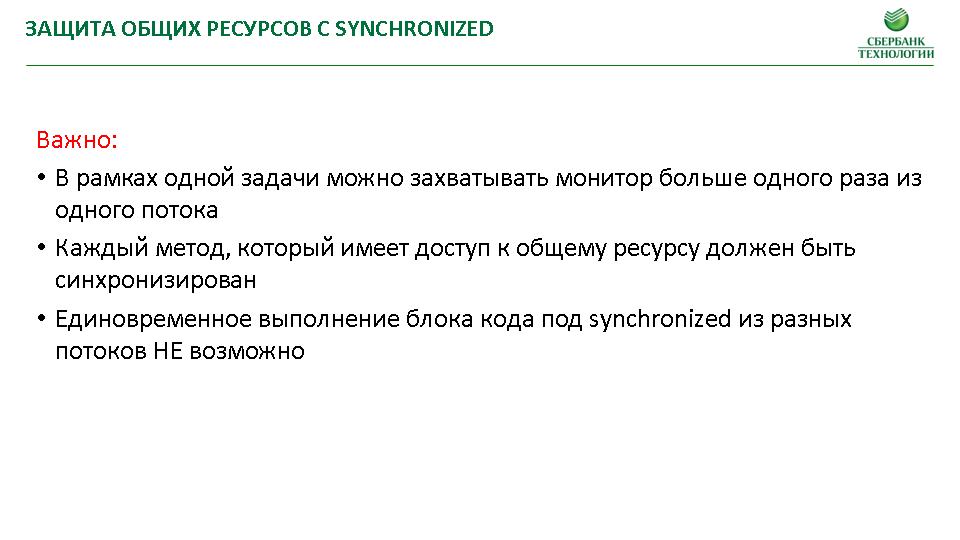 ЗАЩИТА ОБЩИХ РЕСУРСОВ С SYNCHRONIZED
СБЕРБАНК
ТЕХНОЛОГИИ
Важно:
• В рамках одной задачи можно захватывать монитор больше одного раза из
одного потока
• Каждый метод, который имеет доступ к общему ресурсу должен быть
синхронизирован
• Единовременное выполнение блока кода под synchronized из разных
потоков НЕ возможно